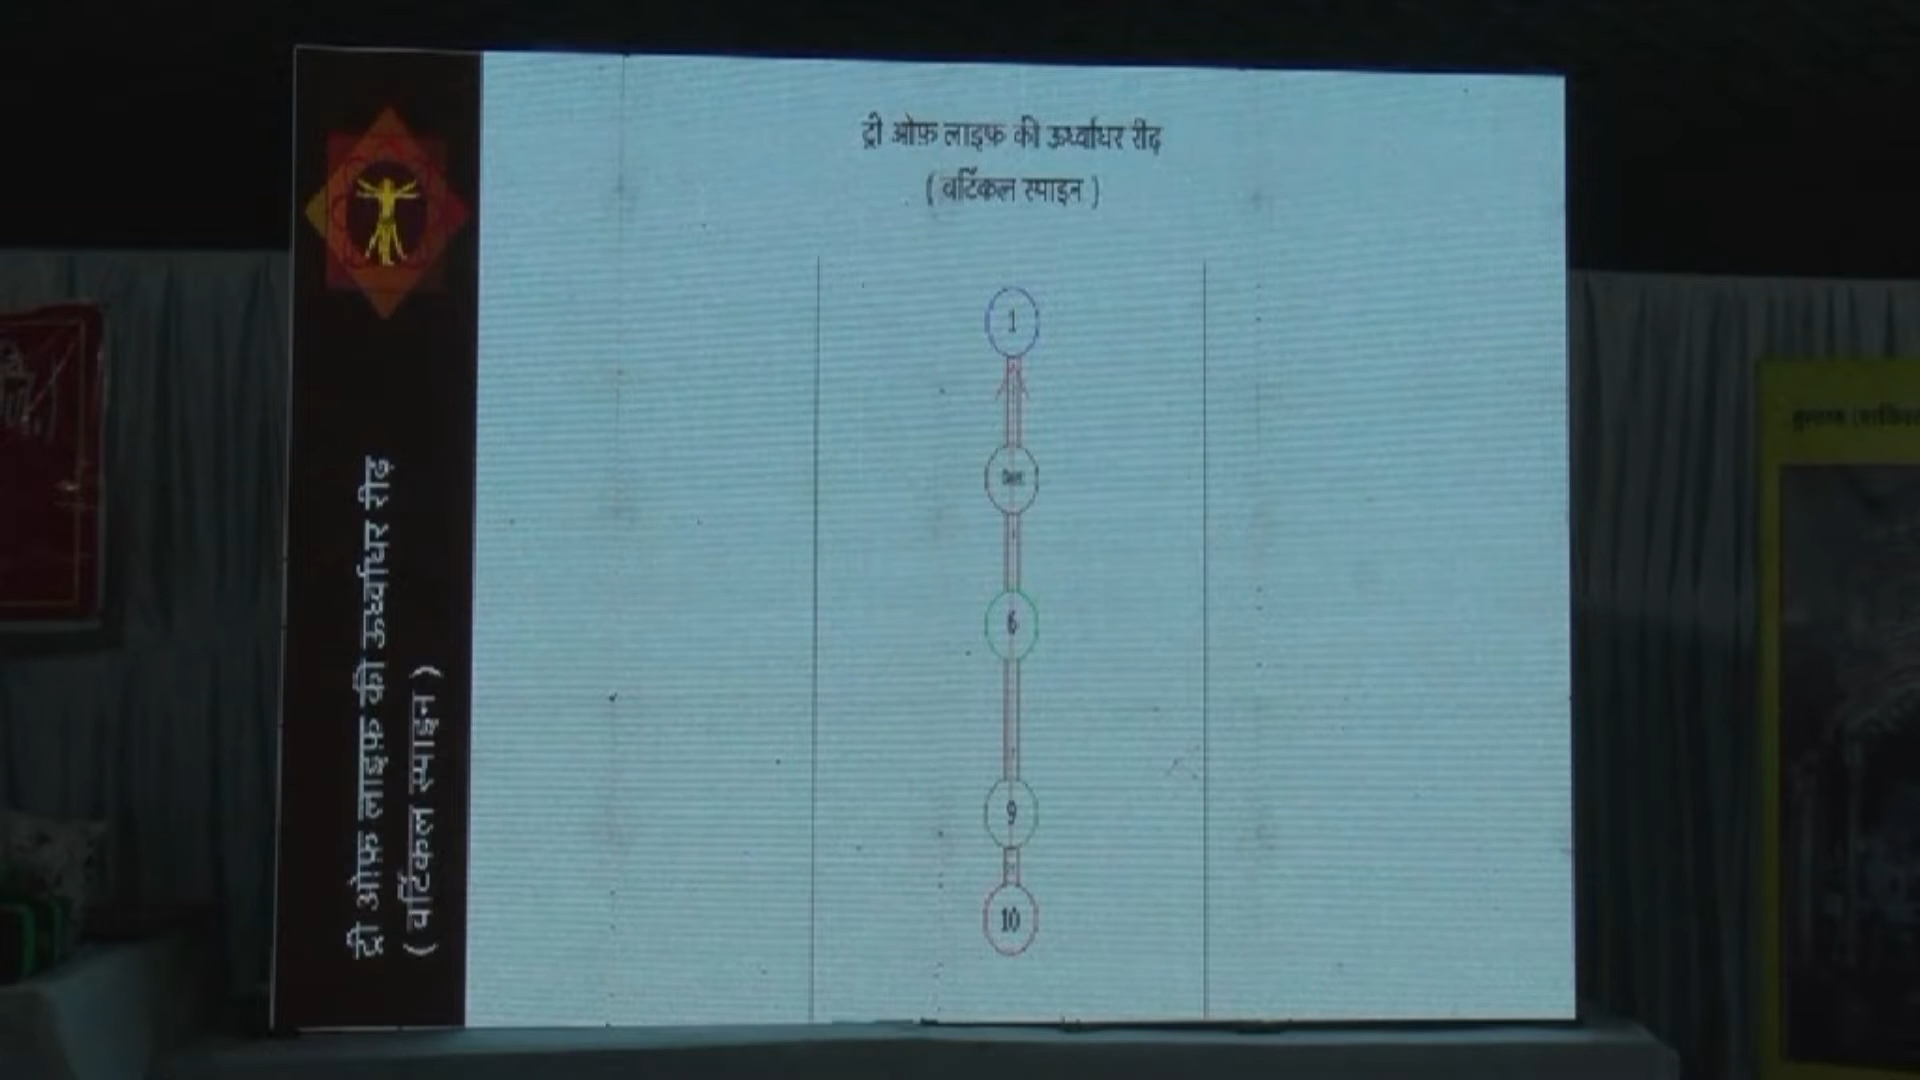 ट्री ओफ़ लाइफ की ऊर्ध्वाधर रीढ़
( वर्टिकल स्पाइन )
1
6
9
10
ट्री ओफ़ लाइफ़ की ऊर्ध्वाधर रीढ़
( वर्टिकल स्पाइन )